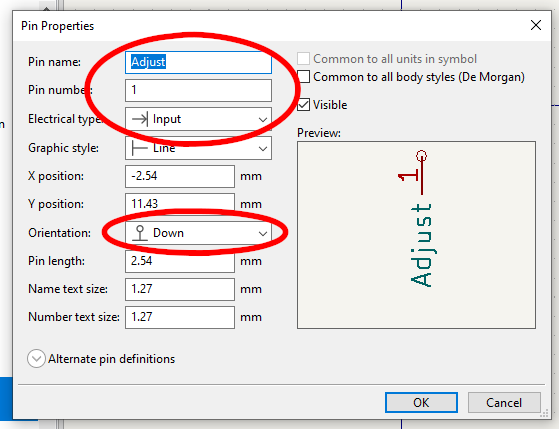 Pin Properties
Pin name: Adjust
Common to all units in symbol
Pin number: 1
Common to all body styles (De Morgan)
Electrical type: Input
Visible
Graphic style: Line
Preview:
X position: -2.54 mm
Y position: 11.43 mm
Orientation: Down
Pin length: 2.54 mm
Name text size: 1.27 mm
Number text size: 1.27 mm
Adjust 1
Alternate pin definitions
OK Cancel